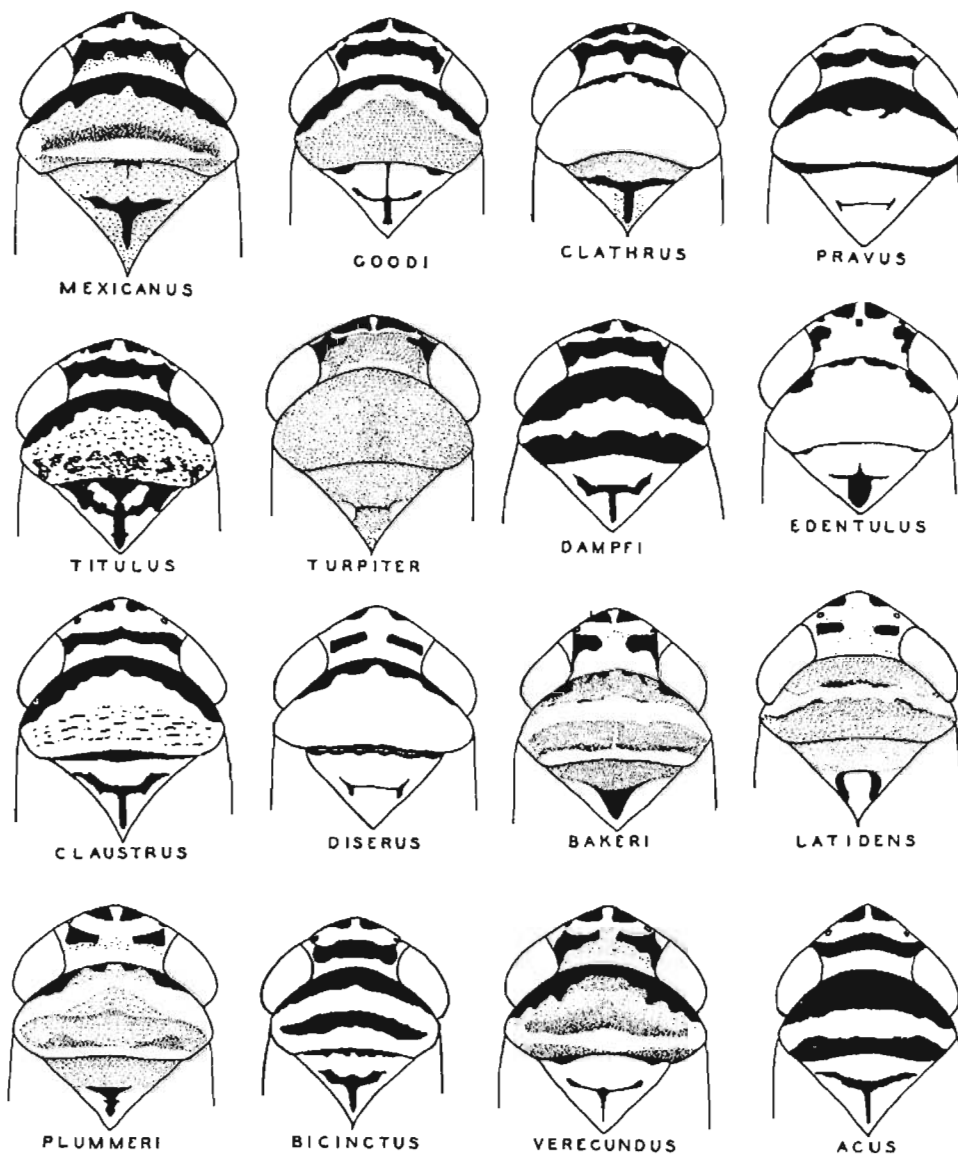 MEXICANUS GOODI CLATHRUS PRAVUS
TITULUS TURPITER DAMPFI EDENTULUS
CLAUSTRUS DISERUS BAKERI LATIDENS
PLUMMERI BICINCTUS VERECUNDUS ACUS